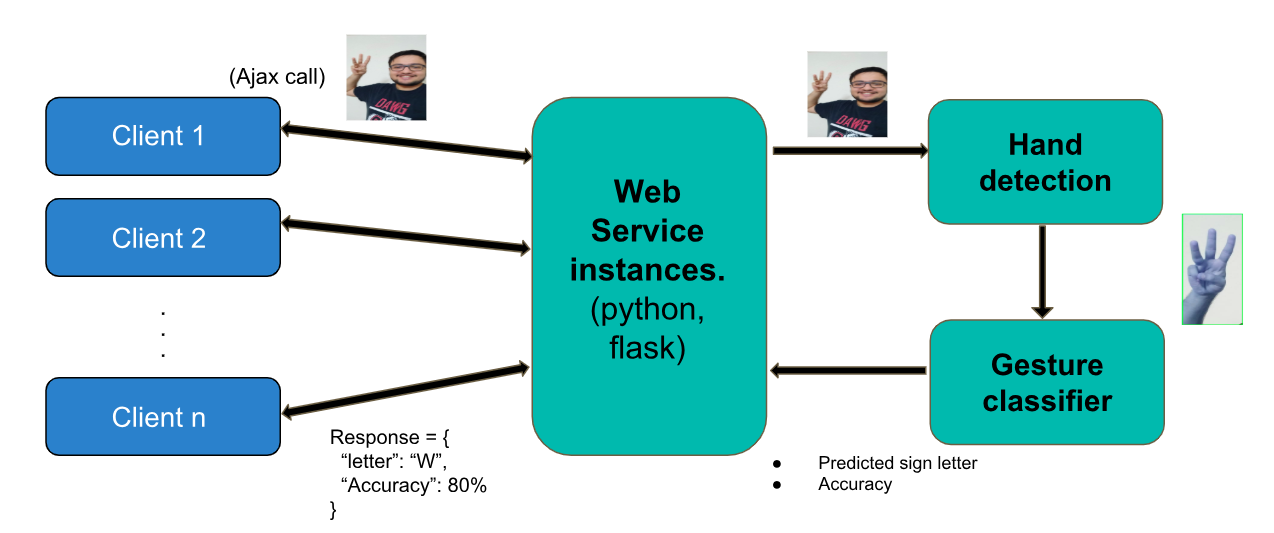 (Ajax call)
Client 1
Client 2
.
.
.
Client n
Response = {
“letter”: “W”,
“Accuracy”: 80%
}
DAWG
Web
Service
instances.
(python,
flask)
DAWG
Hand
detection
Gesture
classifier
● Predicted sign letter
● Accuracy